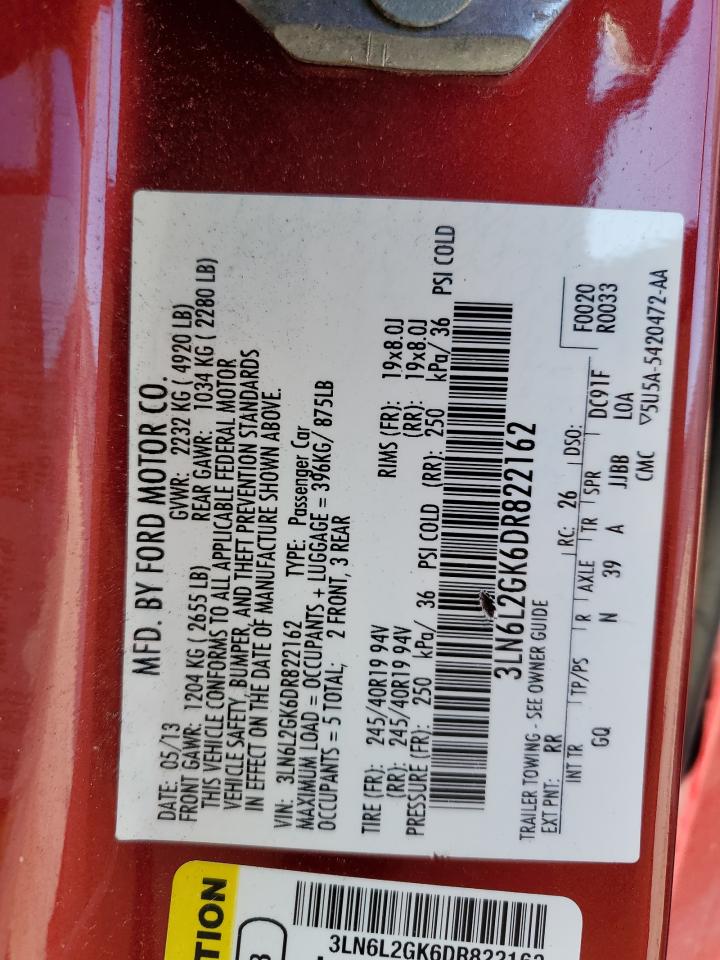 MFD. BY FORD MOTOR CO.
DATE: 05/13 GVWR: 2232 KG ( 4920 LB)
FRONT GAWR: 1204 KG ( 2655 LB) REAR GAWR: 1034 KG ( 2280 LB)
THIS VEHICLE CONFORMS TO ALL APPLICABLE FEDERAL MOTOR
VEHICLE SAFETY, BUMPER, AND THEFT PREVENTION STANDARDS
IN EFFECT ON THE DATE OF MANUFACTURE SHOWN ABOVE.
VIN: 3LN6L2GK6DR822162 TYPE: Passenger Car
MAXIMUM LOAD = OCCUPANTS + LUGGAGE = 396KG/ 875LB
OCCUPANTS = 5 TOTAL; 2 FRONT, 3 REAR
TIRE (FR): 245/40R19 94V RIMS (FR): 19x8.0J
(RR): 245/40R19 94V (RR): 19x8.0J
PRESSURE (FR): 250 kPa/ 36 PSI COLD (RR): 250 kPa/ 36 PSI COLD
3LN6L2GK6DR822162
TRAILER TOWING - SEE OWNER GUIDE
EXT PNT: RR RC: 26 DSO: F0020
R0033
INT TR TP/PS R AXLE TR SPR DC91F
GQ N 39 A JJBB LOA
CMC ▽5U5A-5420472-AA
TION
3LN6L2GK6DR822162